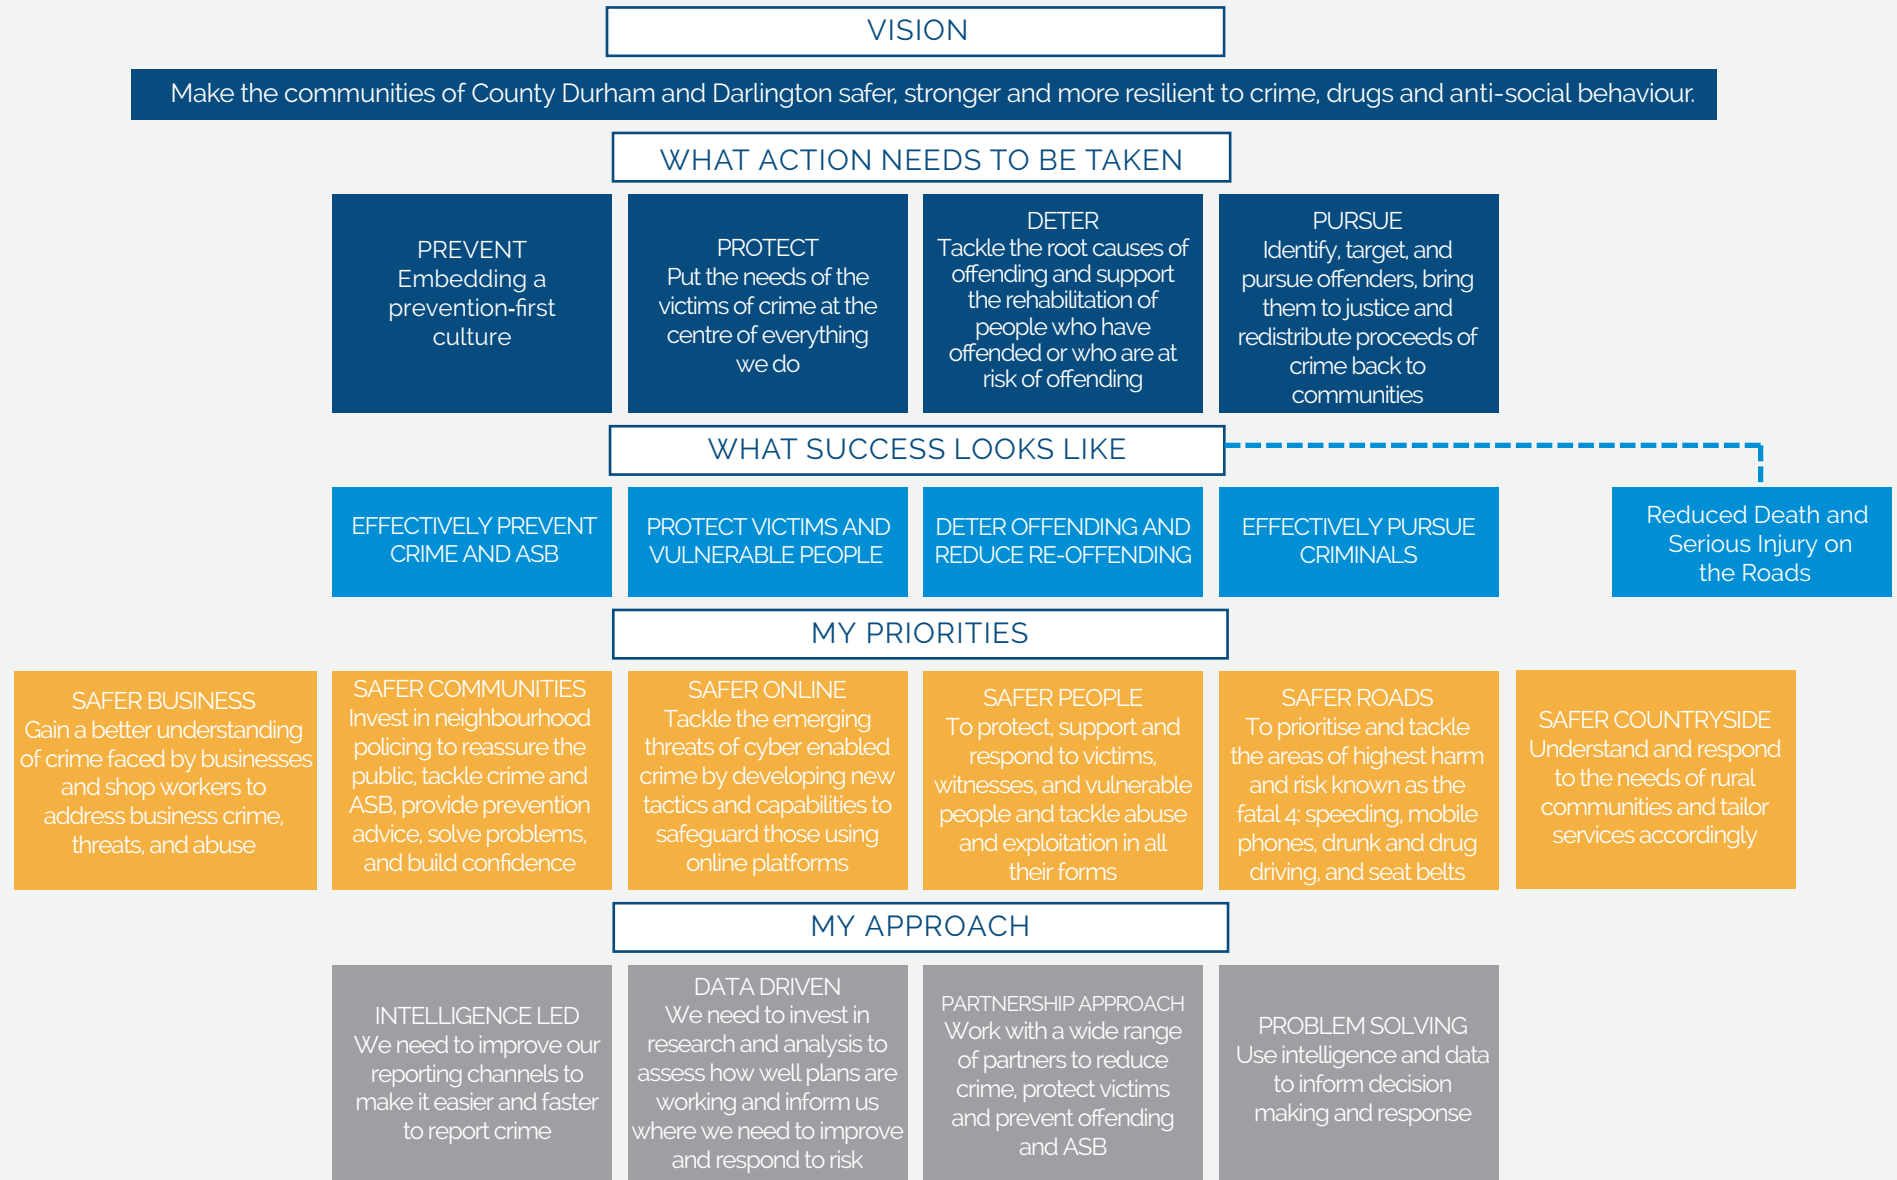 VISION
Make the communities of County Durham and Darlington safer, stronger and more resilient to crime, drugs and anti-social behaviour.
WHAT ACTION NEEDS TO BE TAKEN
PREVENT
Embedding a
prevention-first
culture
PROTECT
Put the needs of the
victims of crime at the
centre of everything
we do
DETER
Tackle the root causes of
offending and support
the rehabilitation of
people who have
offended or who are at
risk of offending
PURSUE
Identify, target, and
pursue offenders, bring
them to justice and
redistribute proceeds of
crime back to
communities
WHAT SUCCESS LOOKS LIKE
EFFECTIVELY PREVENT
CRIME AND ASB
PROTECT VICTIMS AND
VULNERABLE PEOPLE
DETER OFFENDING AND
REDUCE RE-OFFENDING
EFFECTIVELY PURSUE
CRIMINALS
Reduced Death and
Serious Injury on
the Roads
MY PRIORITIES
SAFER BUSINESS
Gain a better understanding
of crime faced by businesses
and shop workers to
address business crime,
threats, and abuse
SAFER COMMUNITIES
Invest in neighbourhood
policing to reassure the
public, tackle crime and
ASB, provide prevention
advice, solve problems,
and build confidence
SAFER ONLINE
Tackle the emerging
threats of cyber enabled
crime by developing new
tactics and capabilities to
safeguard those using
online platforms
SAFER PEOPLE
To protect, support and
respond to victims,
witnesses, and vulnerable
people and tackle abuse
and exploitation in all
their forms
SAFER ROADS
To prioritise and tackle
the areas of highest harm
and risk known as the
fatal 4: speeding, mobile
phones, drunk and drug
driving, and seat belts
SAFER COUNTRYSIDE
Understand and respond
to the needs of rural
communities and tailor
services accordingly
MY APPROACH
INTELLIGENCE LED
We need to improve our
reporting channels to
make it easier and faster
to report crime
DATA DRIVEN
We need to invest in
research and analysis to
assess how well plans are
working and inform us
where we need to improve
and respond to risk
PARTNERSHIP APPROACH
Work with a wide range
of partners to reduce
crime, protect victims
and prevent offending
and ASB
PROBLEM SOLVING
Use intelligence and data
to inform decision
making and response